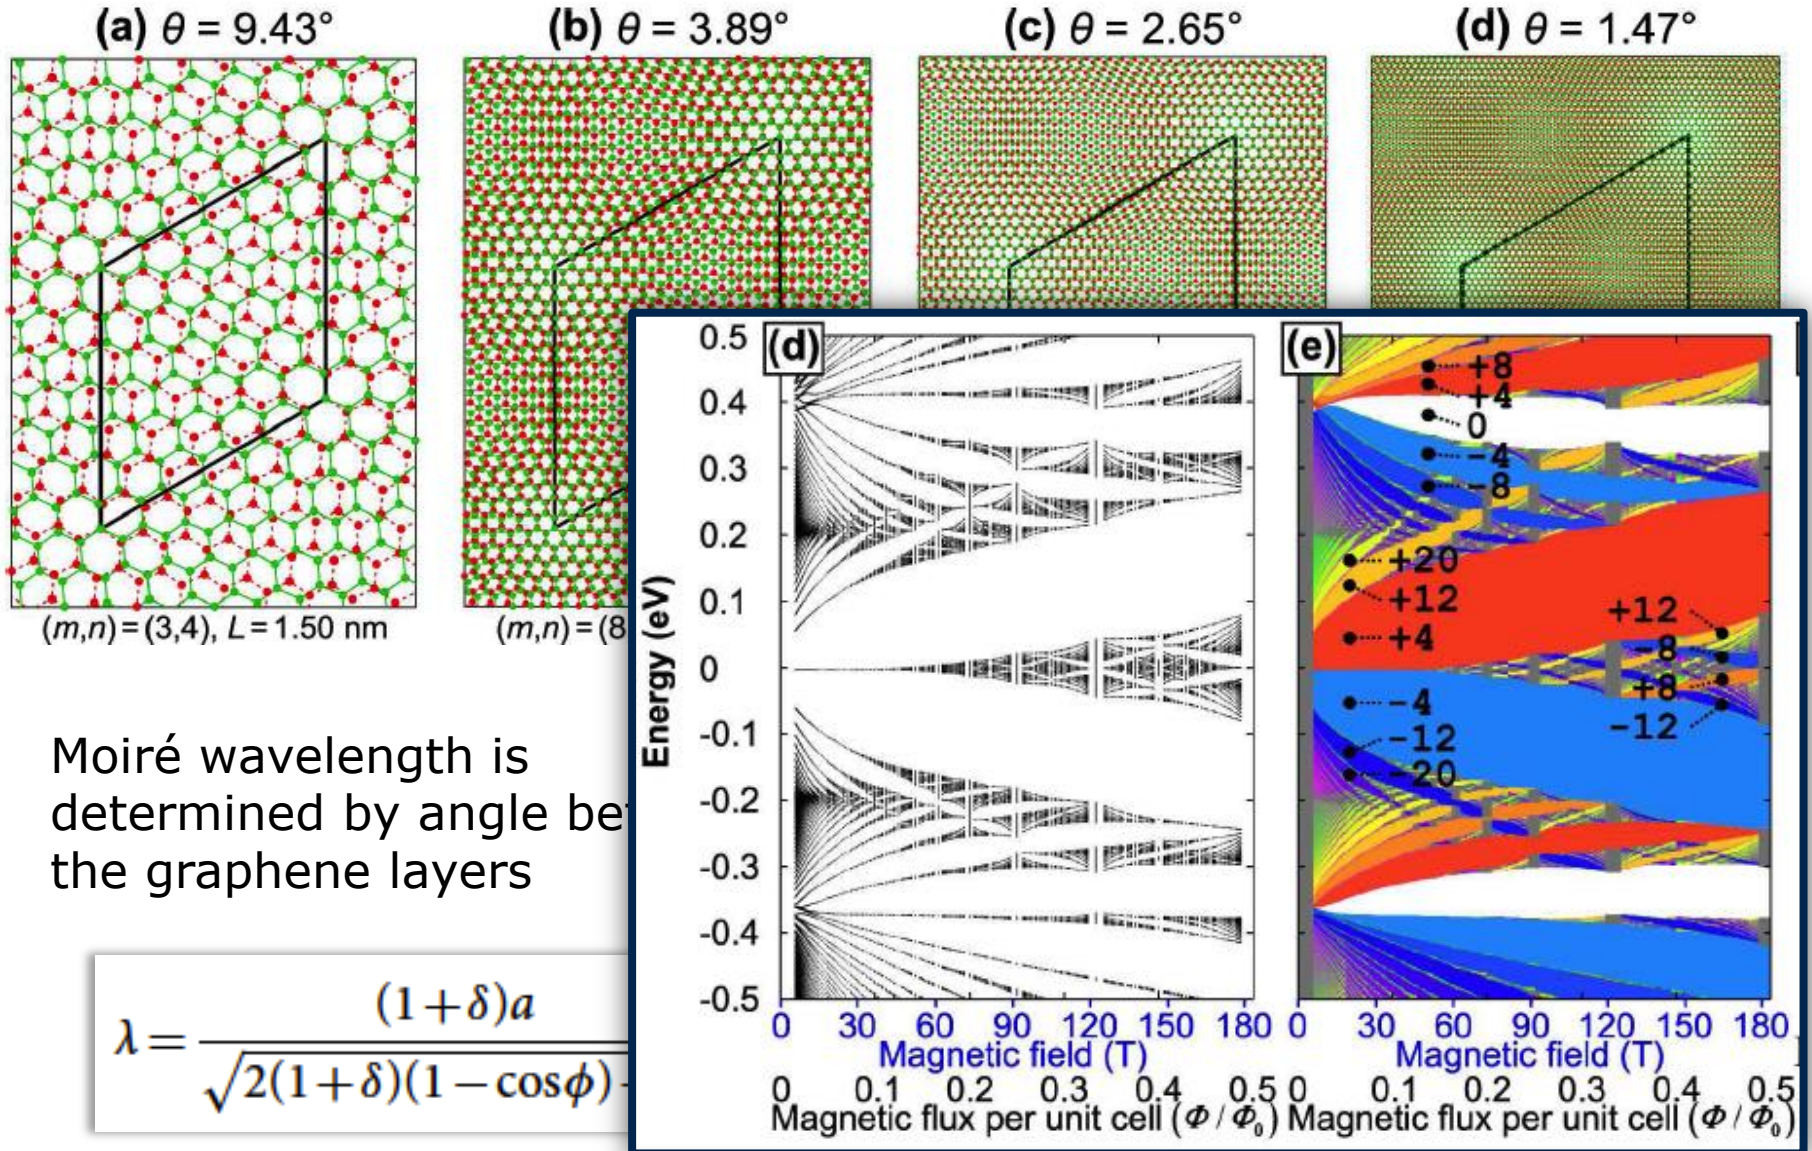 (a) θ = 9.43°
(b) θ = 3.89°
(c) θ = 2.65°
(d) θ = 1.47°
(m,n) = (3,4), L = 1.50 nm
(m,n) = (8
Moiré wavelength is
determined by angle be
the graphene layers
λ = (1+δ)a / √2(1+δ)(1−cosϕ)
(d)
Energy (eV)
0.5
0.4
0.3
0.2
0.1
0
-0.1
-0.2
-0.3
-0.4
-0.5
0 30 60 90 120 150 180
Magnetic field (T)
0 0.1 0.2 0.3 0.4 0.5
Magnetic flux per unit cell (Φ/Φ₀)
(e)
+8
+4
0
-4
-8
+20
+12
+4
-4
-12
-20
+12
-8
+8
-12
0 30 60 90 120 150 180
Magnetic field (T)
0.1 0.2 0.3 0.4 0.5
Magnetic flux per unit cell (Φ/Φ₀)